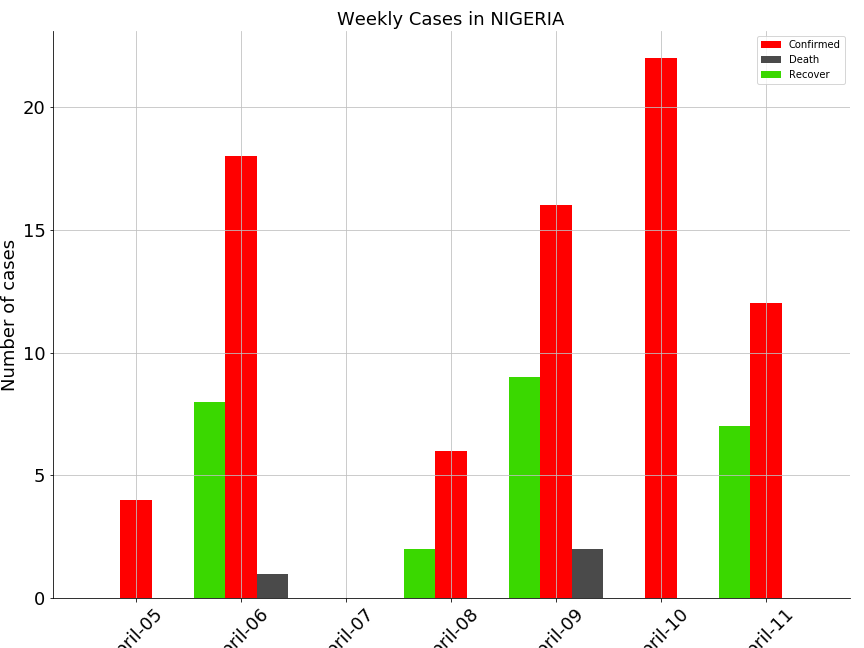 Weekly Cases in NIGERIA
Confirmed
Death
Recover
Number of cases
20
15
10
5
0
pril-05
pril-06
pril-07
pril-08
pril-09
pril-10
pril-11